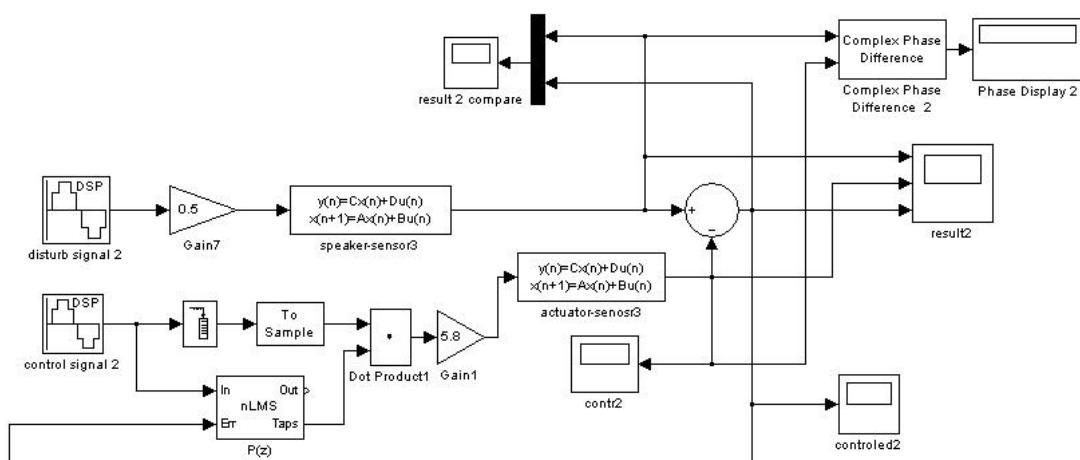 Complex Phase
Difference
Complex Phase
Difference 2
Phase Display 2
result 2 compare
DSP
disturb signal 2
0.5
Gain7
y(n)=Cx(n)+Du(n)
x(n+1)=Ax(n)+Bu(n)
speaker-sensor3
+
−
result2
y(n)=Cx(n)+Du(n)
x(n+1)=Ax(n)+Bu(n)
actuator-senosr3
DSP
control signal 2
To
Sample
Dot Product1
5.8
Gain1
contr2
In
Out
nLMS
Err
Taps
P(z)
controled2